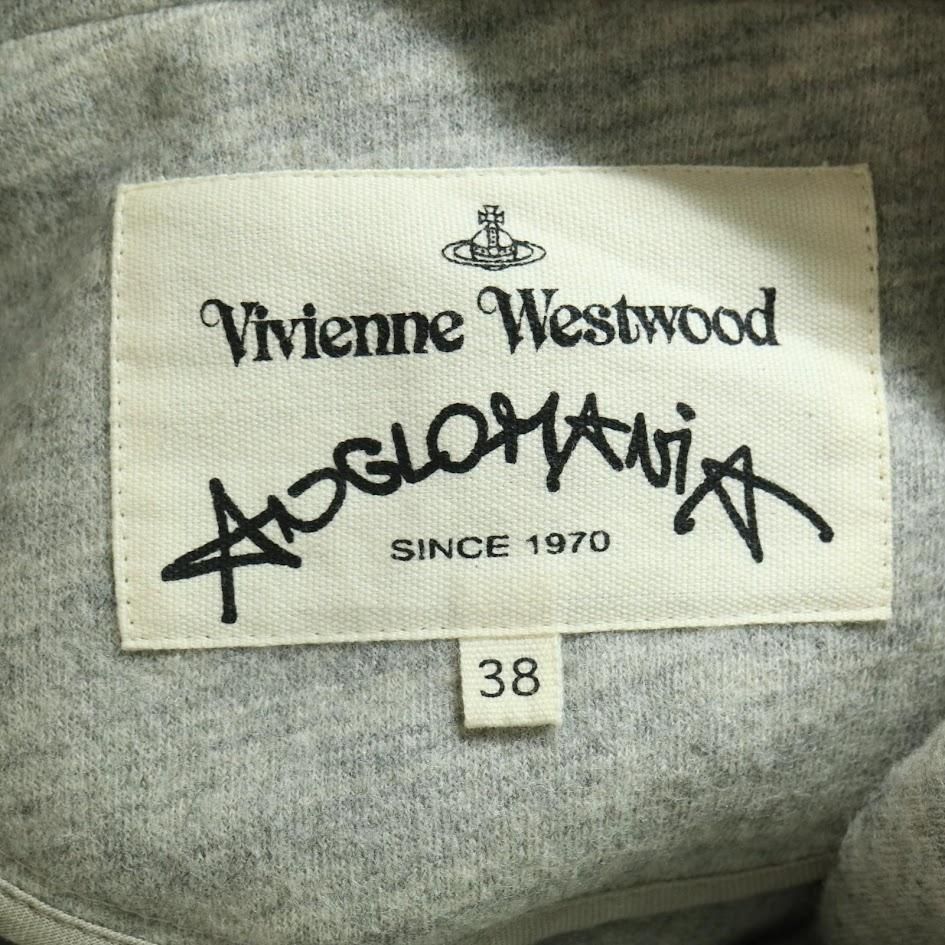 Vivienne Westwood
ANGLOMANiA
SINCE 1970
38